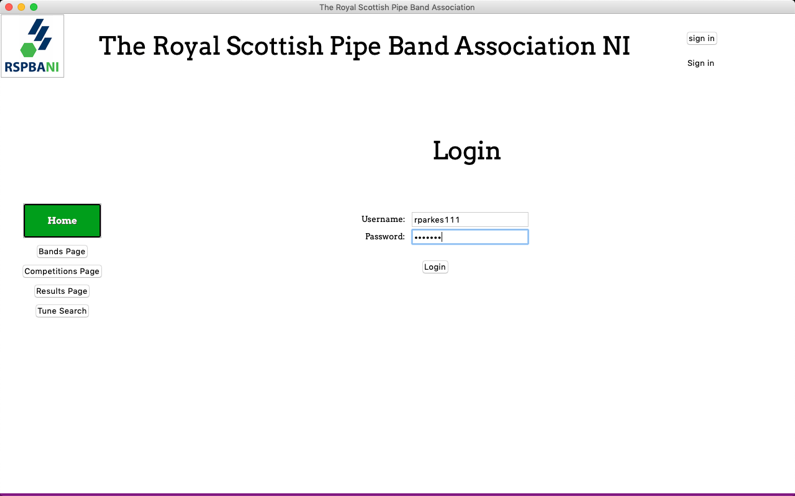 The Royal Scottish Pipe Band Association
RSPBANI
The Royal Scottish Pipe Band Association NI
sign in
Sign in
Login
Home
Bands Page
Competitions Page
Results Page
Tune Search
Username: rparkes111
Password: •••••••
Login